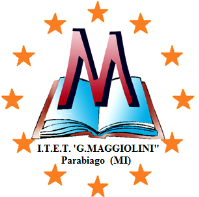 M
I.T.E.T. 'G.MAGGIOLINI"
Parabiago (MI)